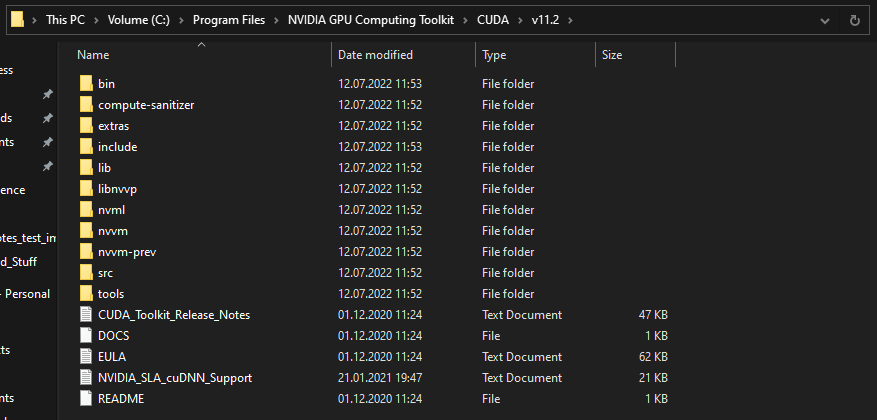 This PC > Volume (C:) > Program Files > NVIDIA GPU Computing Toolkit > CUDA > v11.2 >
Name Date modified Type Size
ess
bin 12.07.2022 11:53 File folder
compute-sanitizer 12.07.2022 11:52 File folder
ds
extras 12.07.2022 11:52 File folder
nts
include 12.07.2022 11:53 File folder
lib 12.07.2022 11:52 File folder
ence
libnvvp 12.07.2022 11:52 File folder
nvml 12.07.2022 11:52 File folder
nvvm 12.07.2022 11:52 File folder
otes_test_im
nvvm-prev 12.07.2022 11:52 File folder
d_Stuff
src 12.07.2022 11:52 File folder
- Personal
tools 12.07.2022 11:52 File folder
CUDA_Toolkit_Release_Notes 01.12.2020 11:24 Text Document 47 KB
DOCS 01.12.2020 11:24 File 1 KB
cts
EULA 01.12.2020 11:24 Text Document 62 KB
NVIDIA_SLA_cuDNN_Support 21.01.2021 19:47 Text Document 21 KB
nts
README 01.12.2020 11:24 File 1 KB